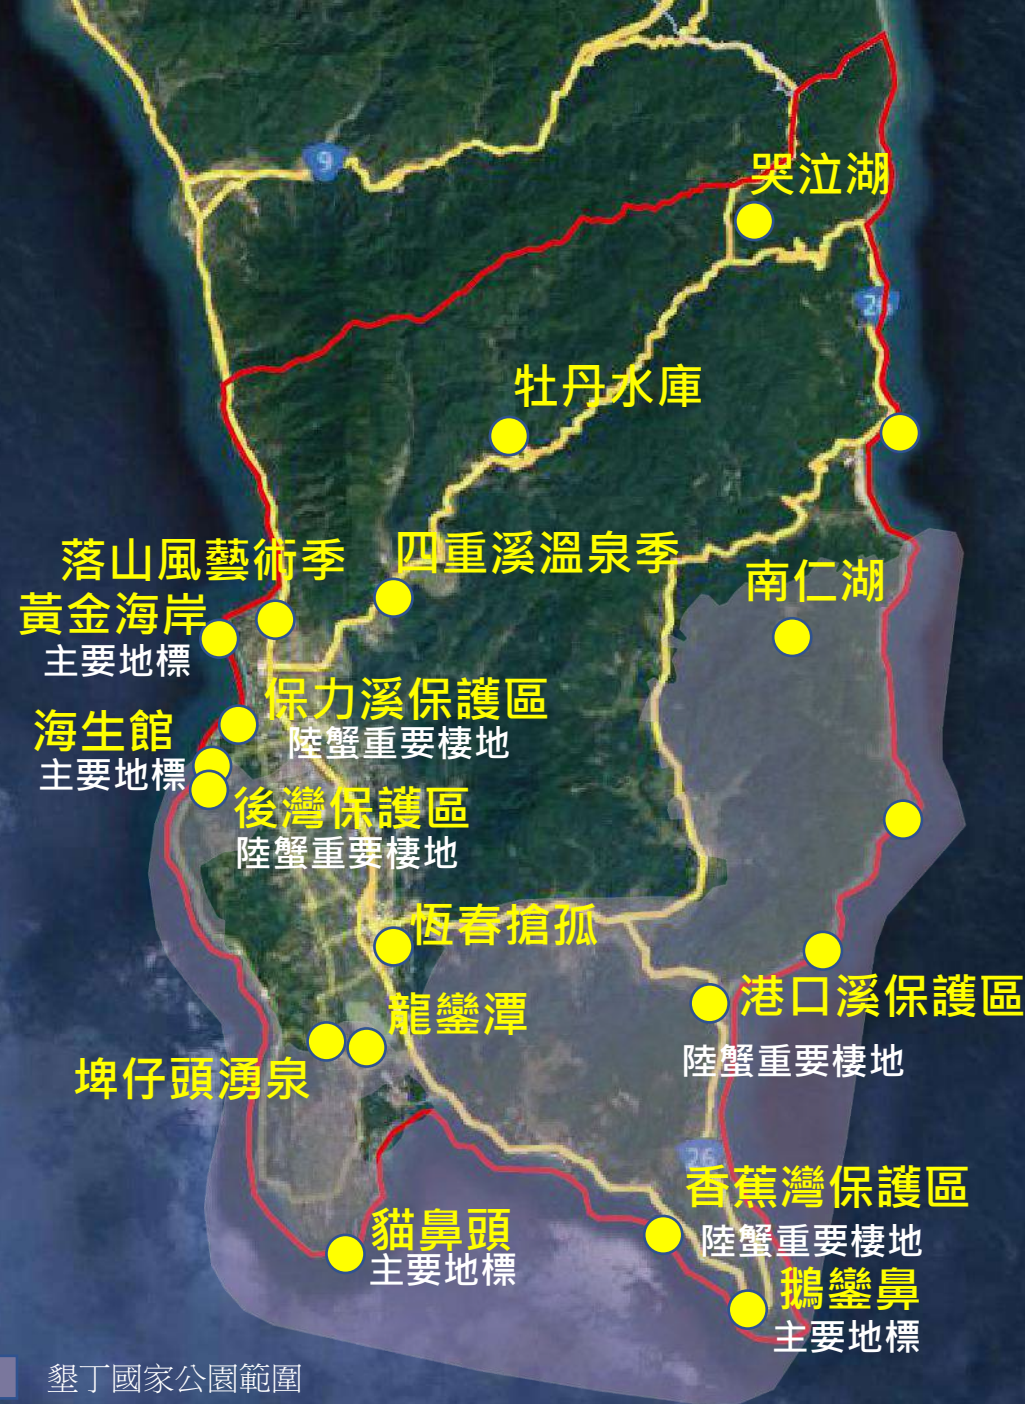 9
哭泣湖
26
牡丹水庫
落山風藝術季
四重溪溫泉季
黃金海岸
主要地標
南仁湖
保力溪保護區
陸蟹重要棲地
海生館
主要地標
後灣保護區
陸蟹重要棲地
恆春搶孤
港口溪保護區
陸蟹重要棲地
龍鑾潭
埤仔頭湧泉
26
香蕉灣保護區
陸蟹重要棲地
貓鼻頭
主要地標
鵝鑾鼻
主要地標
墾丁國家公園範圍